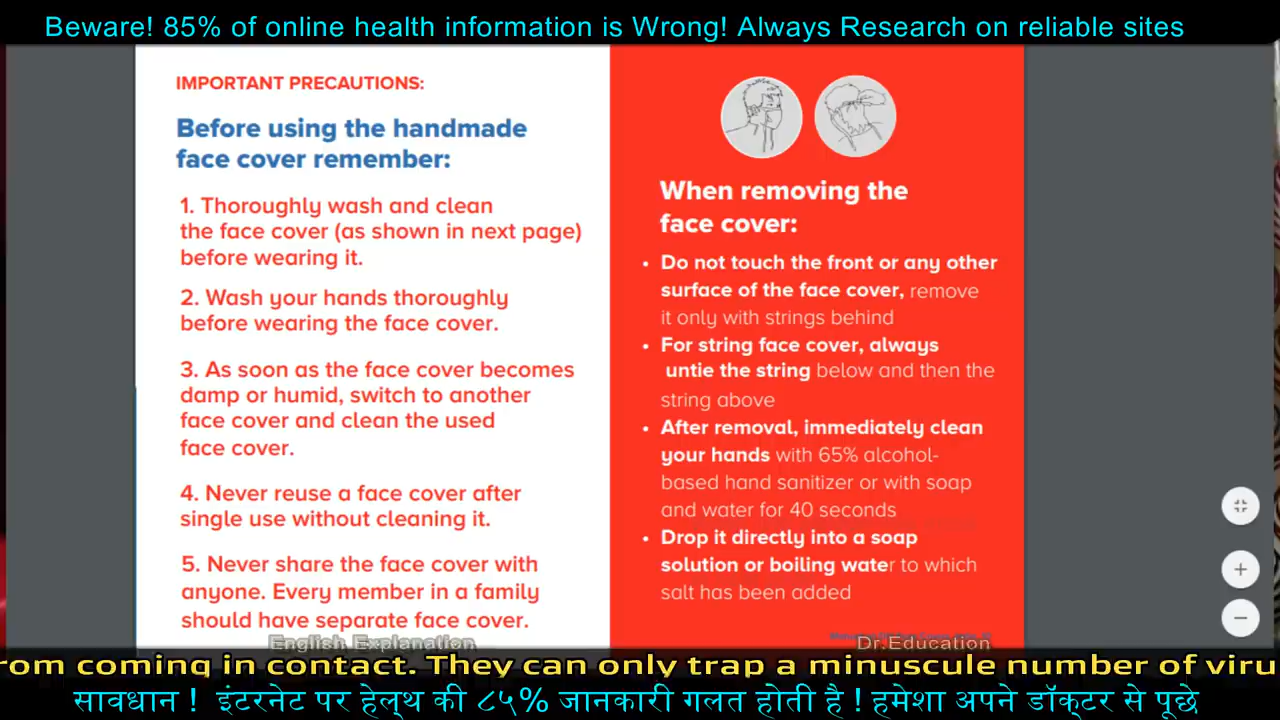 Beware! 85% of online health information is Wrong! Always Research on reliable sites
IMPORTANT PRECAUTIONS:
Before using the handmade
face cover remember:
1. Thoroughly wash and clean
the face cover (as shown in next page)
before wearing it.
2. Wash your hands thoroughly
before wearing the face cover.
3. As soon as the face cover becomes
damp or humid, switch to another
face cover and clean the used
face cover.
4. Never reuse a face cover after
single use without cleaning it.
5. Never share the face cover with
anyone. Every member in a family
should have separate face cover.
When removing the
face cover:
• Do not touch the front or any other
surface of the face cover, remove
it only with strings behind
• For string face cover, always
untie the string below and then the
string above
• After removal, immediately clean
your hands with 65% alcohol-
based hand sanitizer or with soap
and water for 40 seconds
• Drop it directly into a soap
solution or boiling water to which
salt has been added
English Explanation
Dr.Education
rom coming in contact. They can only trap a minuscule number of viru
सावधान ! इंटरनेट पर हेल्थ की ८५% जानकारी गलत होती है ! हमेशा अपने डॉक्टर से पूछे